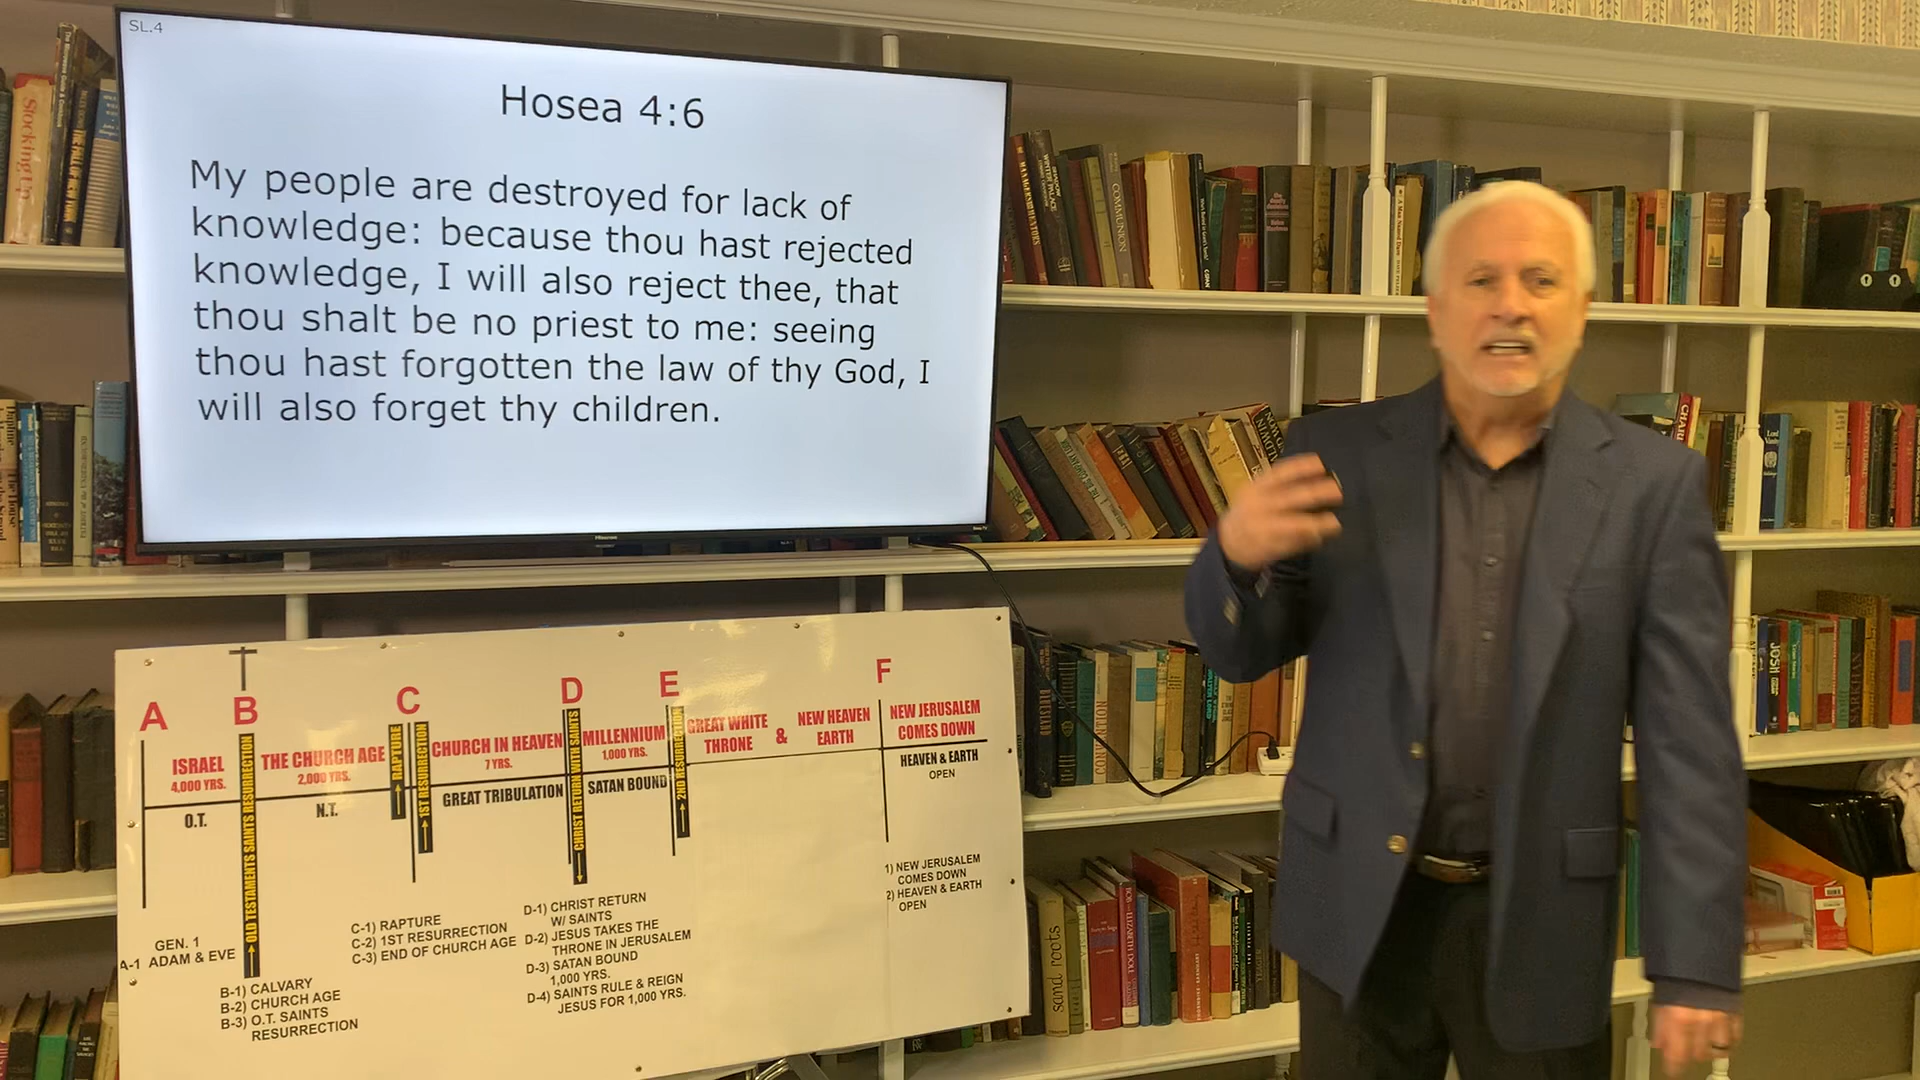 SL.4
Hosea 4:6
My people are destroyed for lack of
knowledge: because thou hast rejected
knowledge, I will also reject thee, that
thou shalt be no priest to me: seeing
thou hast forgotten the law of thy God, I
will also forget thy children.
Hisense
A
B
C
D
E
F
ISRAEL
4,000 YRS.
O.T.
OLD TESTAMENTS SAINTS RESURRECTION
THE CHURCH AGE
2,000 YRS.
N.T.
RAPTURE
1ST RESURRECTION
CHURCH IN HEAVEN
7 YRS.
GREAT TRIBULATION
CHRIST RETURN WITH SAINTS
MILLENNIUM
1,000 YRS.
SATAN BOUND
2ND RESURRECTION
GREAT WHITE
THRONE
&
NEW HEAVEN
EARTH
NEW JERUSALEM
COMES DOWN
HEAVEN & EARTH
OPEN
GEN. 1
A-1 ADAM & EVE
B-1) CALVARY
B-2) CHURCH AGE
B-3) O.T. SAINTS
RESURRECTION
C-1) RAPTURE
C-2) 1ST RESURRECTION
C-3) END OF CHURCH AGE
D-1) CHRIST RETURN
W/ SAINTS
D-2) JESUS TAKES THE
THRONE IN JERUSALEM
D-3) SATAN BOUND
1,000 YRS.
D-4) SAINTS RULE & REIGN
JESUS FOR 1,000 YRS.
1) NEW JERUSALEM
COMES DOWN
2) HEAVEN & EARTH
OPEN
Stocking Up
COMMUNION
sand roots
JOSH